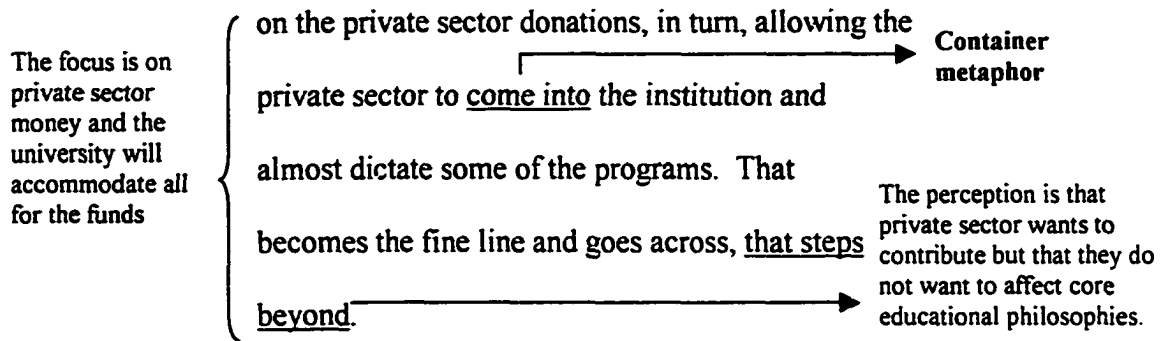 The focus is on
private sector
money and the
university will
accommodate all
for the funds
on the private sector donations, in turn, allowing the
private sector to come into the institution and
almost dictate some of the programs.  That
becomes the fine line and goes across, that steps
beyond.
Container
metaphor
The perception is that
private sector wants to
contribute but that they do
not want to affect core
educational philosophies.